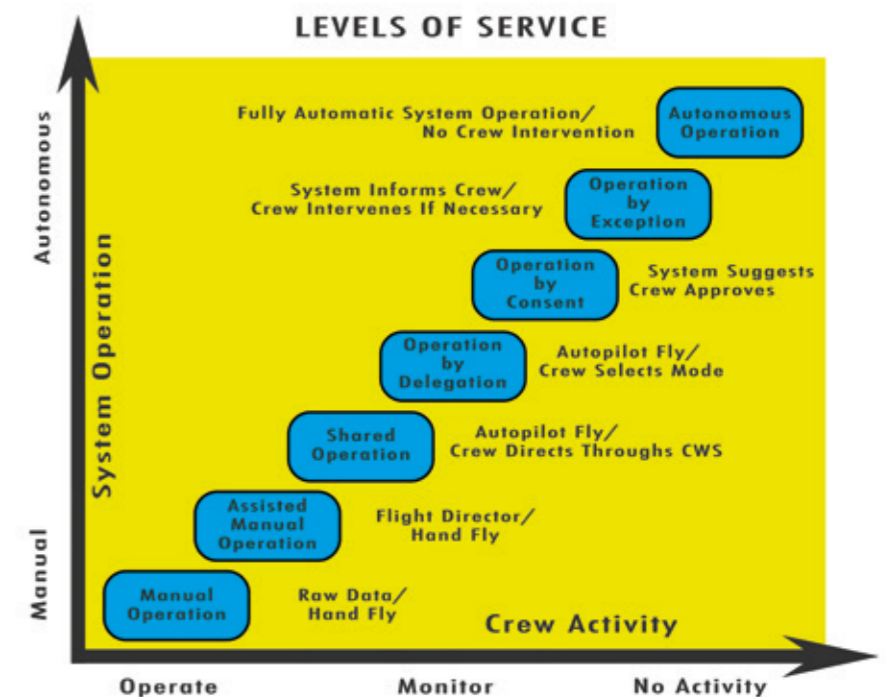 LEVELS OF SERVICE
Autonomous
Manual
System Operation
Fully Automatic System Operation/
No Crew Intervention
Autonomous
Operation
System Informs Crew/
Crew Intervenes If Necessary
Operation
by
Exception
Operation
by
Consent
System Suggests
Crew Approves
Operation
by
Delegation
Autopilot Fly/
Crew Selects Mode
Shared
Operation
Autopilot Fly/
Crew Directs Throughs CWS
Assisted
Manual
Operation
Flight Director/
Hand Fly
Manual
Operation
Raw Data/
Hand Fly
Crew Activity
Operate
Monitor
No Activity